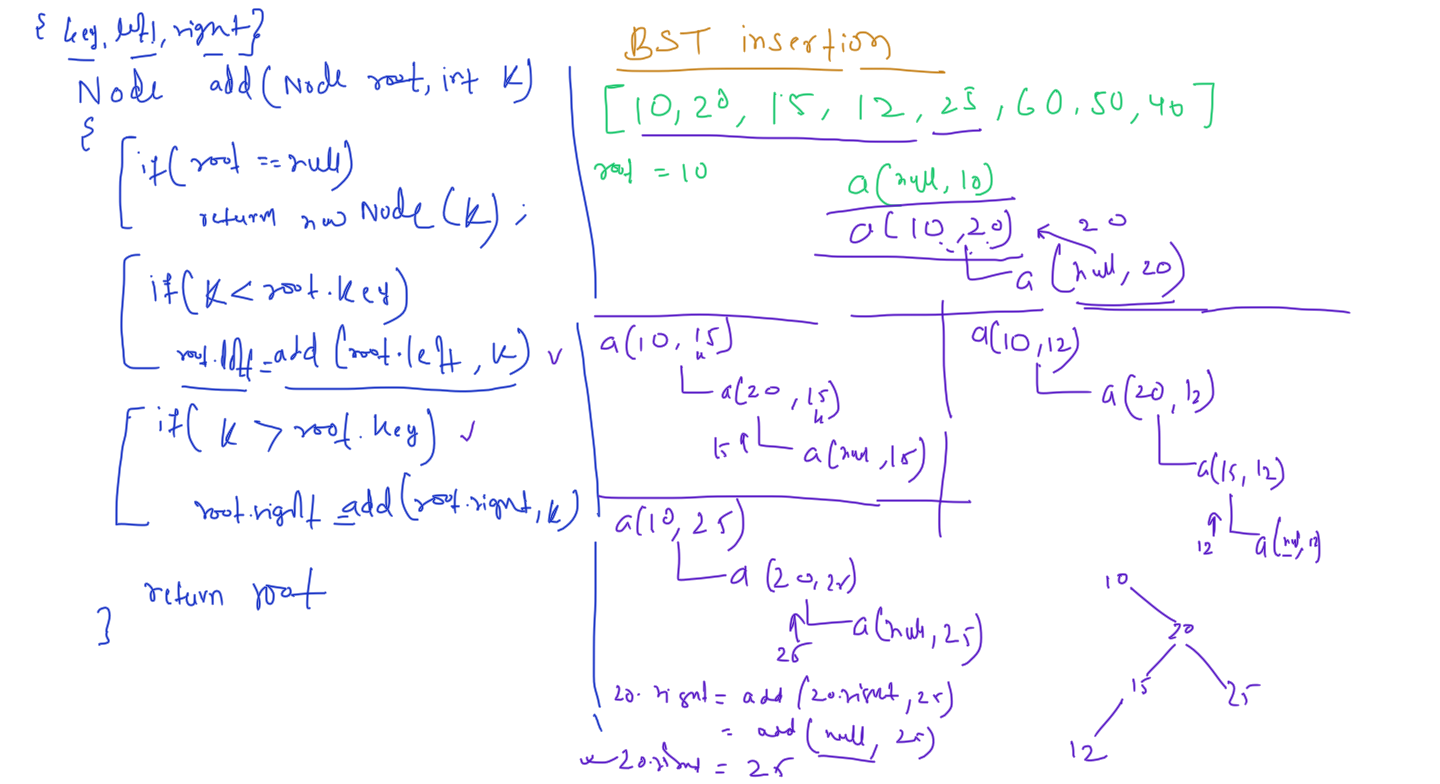 { key, left, right }
Node add(Node root, int k)
{
if(root == null)
return new Node(k);
if(K < root.key)
root.left = add(root.left, k) ✓
if(k > root.key) ✓
root.right = add(root.right, k)
return root
}
BST insertion
[10, 20, 15, 12, 25, 60, 50, 40]
root = 10
a(null, 10)
a(10, 20)
20
a(null, 20)
a(10, 15)
k
a(20, 15)
k
15
a(null, 15)
a(10, 12)
a(20, 12)
a(15, 12)
12
a(null, 12)
a(10, 25)
a(20, 25)
25
a(null, 25)
20.right = add(20.right, 25)
= add(null, 25)
20.right = 25
10
20
15
25
12